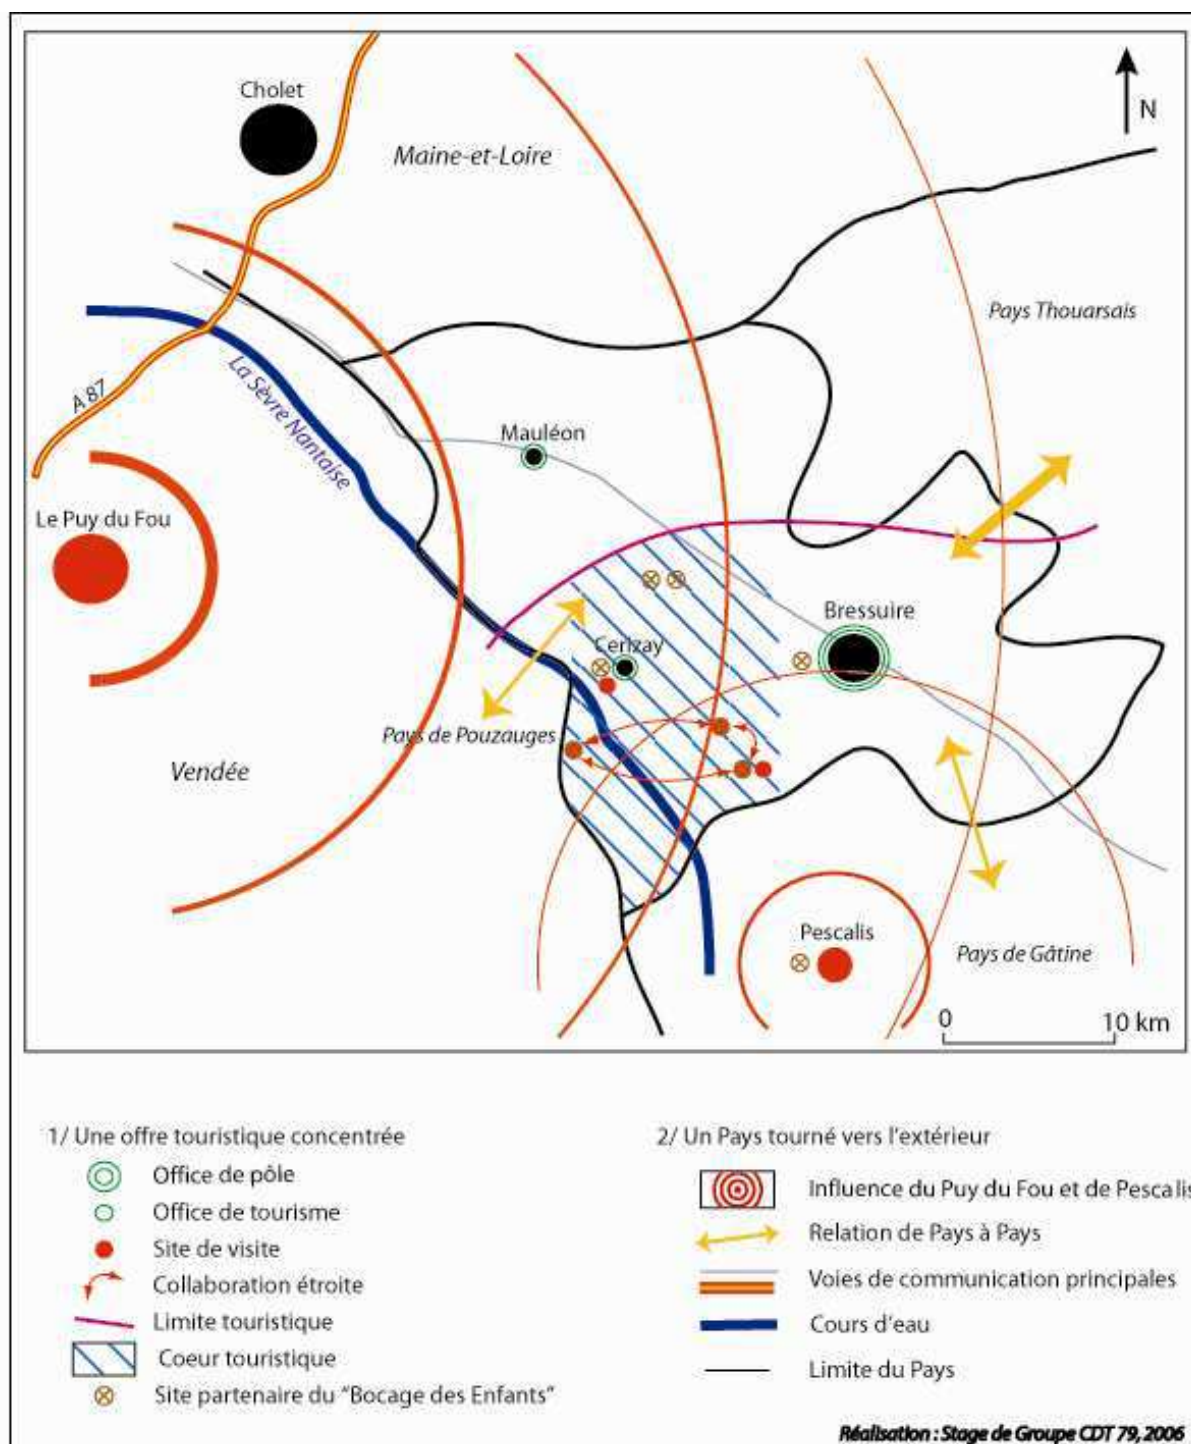 Cholet
N
Maine-et-Loire
Pays Thouarsais
A 87
La Sèvre Nantaise
Mauléon
Le Puy du Fou
Bressuire
Cerizay
Pays de Pouzauges
Vendée
Pescalis
Pays de Gâtine
0 10 km
1/ Une offre touristique concentrée
Office de pôle
Office de tourisme
Site de visite
Collaboration étroite
Limite touristique
Coeur touristique
Site partenaire du "Bocage des Enfants"
2/ Un Pays tourné vers l'extérieur
Influence du Puy du Fou et de Pescalis
Relation de Pays à Pays
Voies de communication principales
Cours d'eau
Limite du Pays
Réalisation : Stage de Groupe CDT 79, 2006